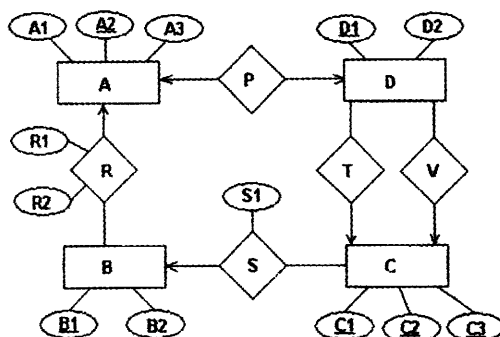 A1 A2 A3 D1 D2
A P D
R1
R T V
R2 S1
B S C
B1 B2 C1 C2 C3